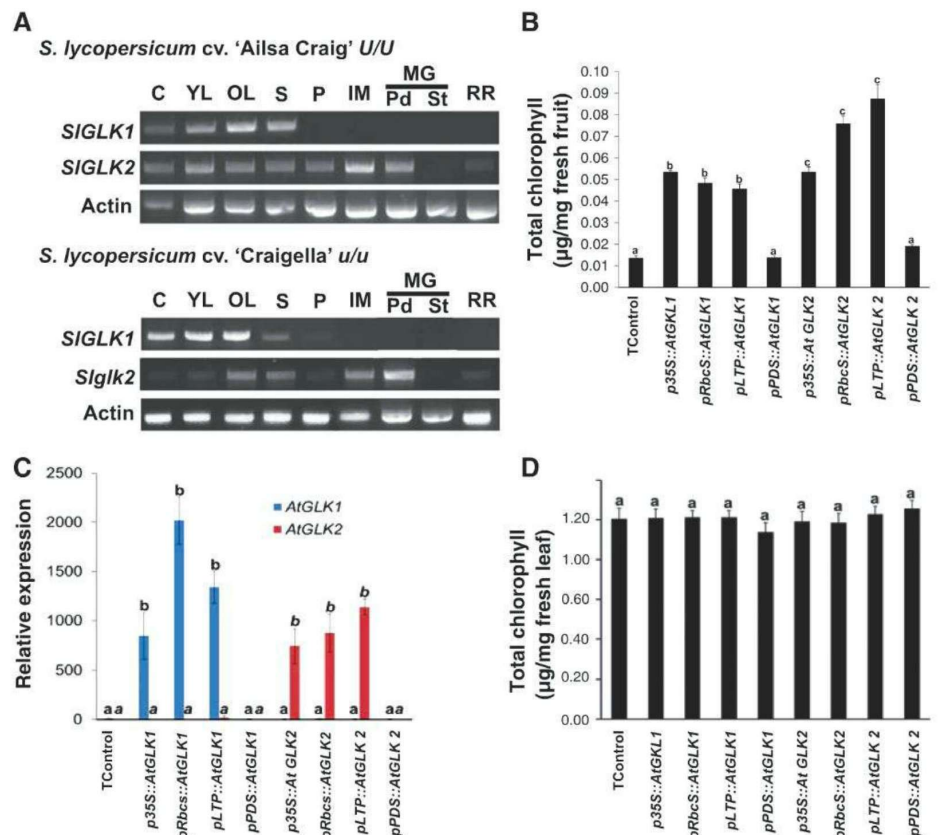 A
S. lycopersicum cv. 'Ailsa Craig' U/U
MG
C YL OL S P IM Pd St RR
SlGLK1
SlGLK2
Actin
S. lycopersicum cv. 'Craigella' u/u
MG
C YL OL S P IM Pd St RR
SlGLK1
Slglk2
Actin
B
Total chlorophyll
(µg/mg fresh fruit)
0.10
0.09
0.08
0.07
0.06
0.05
0.04
0.03
0.02
0.01
0.00
a b b b a c c c a
TControl
p35S::AtGKL1
pRbcS::AtGLK1
pLTP::AtGLK1
pPDS::AtGLK1
p35S::At GLK2
pRbcS::AtGLK2
pLTP::AtGLK 2
pPDS::AtGLK 2
C
Relative expression
2500
2000
1500
1000
500
0
AtGLK1
AtGLK2
b b b b b b
a a a a a a a a a a a a
TControl
p35S::AtGLK1
pRbcs::AtGLK1
pLTP::AtGLK1
pPDS::AtGLK1
p35S::At GLK2
pRbcs::AtGLK2
pLTP::AtGLK 2
pPDS::AtGLK 2
D
Total chlorophyll
(µg/mg fresh leaf)
1.20
1.00
0.60
0.40
0.20
0.00
a a a a a a a a a
TControl
p35S::AtGKL1
pRbcS::AtGLK1
pLTP::AtGLK1
pPDS::AtGLK1
p35S::At GLK2
pRbcS::AtGLK2
pLTP::AtGLK 2
pPDS::AtGLK 2